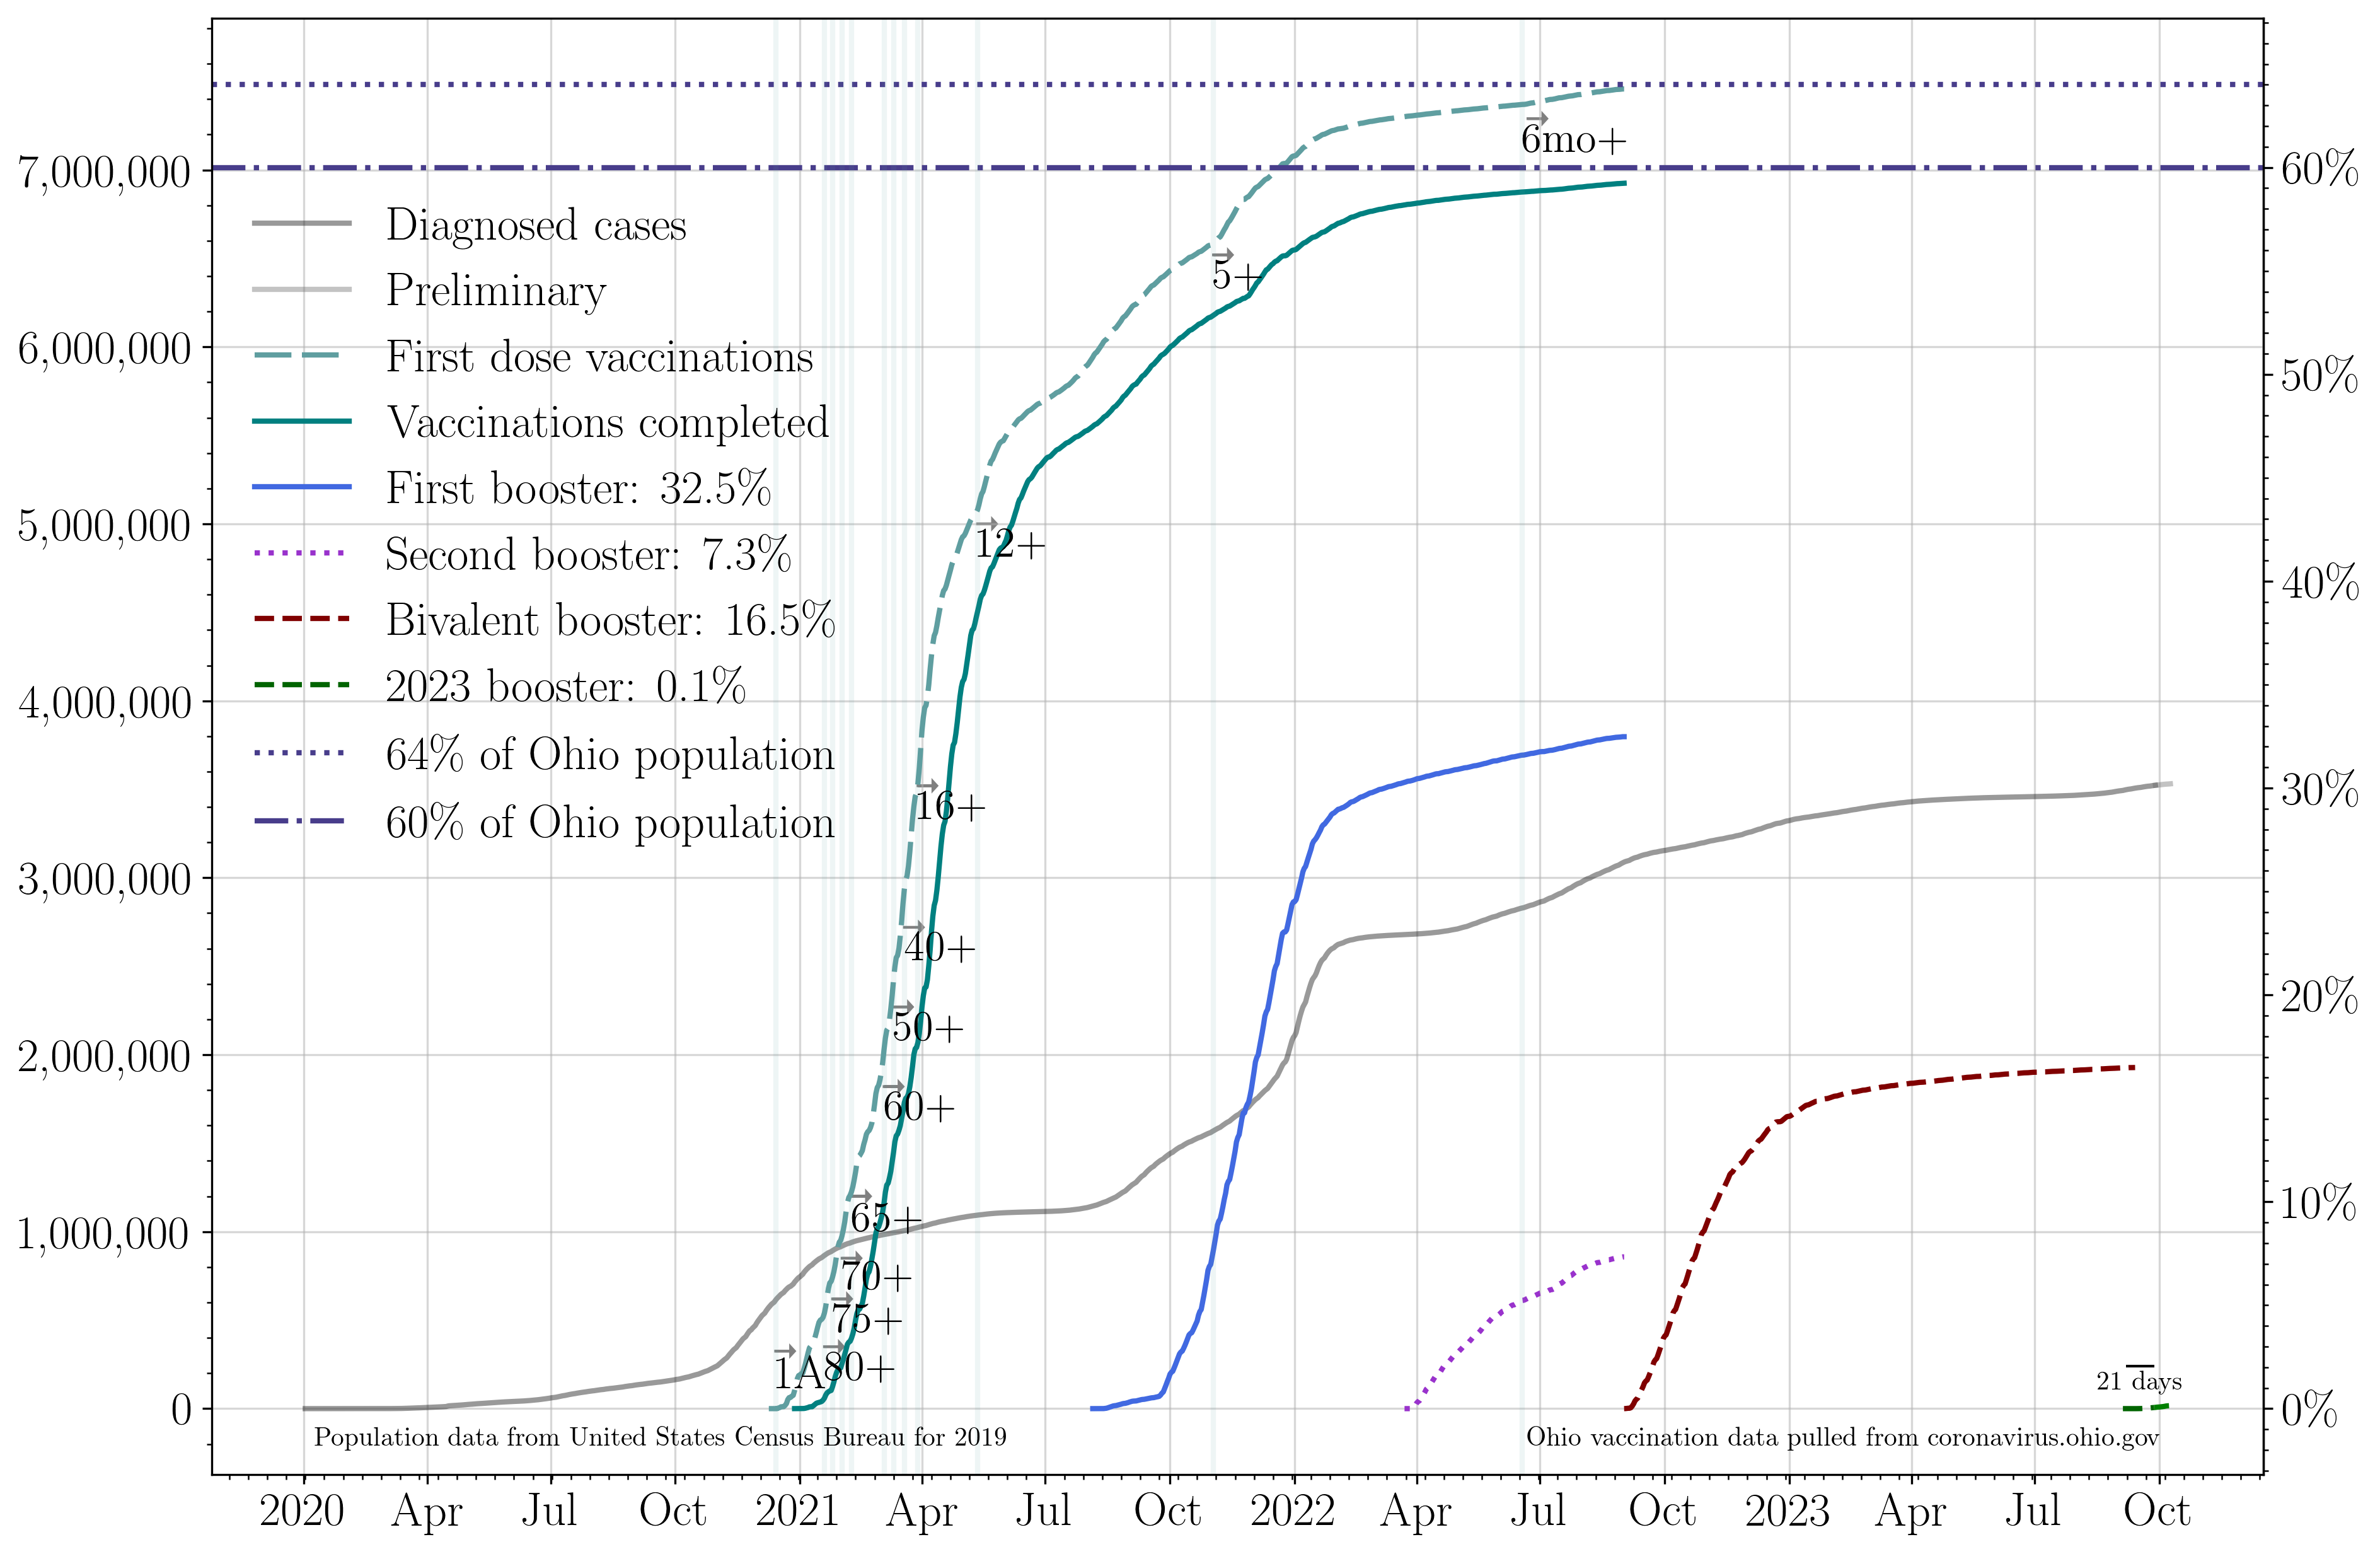 7,000,000
6,000,000
5,000,000
4,000,000
3,000,000
2,000,000
1,000,000
0
60%
50%
40%
30%
20%
10%
0%
Diagnosed cases
Preliminary
First dose vaccinations
Vaccinations completed
First booster: 32.5%
Second booster: 7.3%
Bivalent booster: 16.5%
2023 booster: 0.1%
64% of Ohio population
60% of Ohio population
6mo+
5+
12+
16+
40+
50+
60+
65+
70+
75+
80+
1A
21 days
Population data from United States Census Bureau for 2019
Ohio vaccination data pulled from coronavirus.ohio.gov
2020 Apr Jul Oct 2021 Apr Jul Oct 2022 Apr Jul Oct 2023 Apr Jul Oct